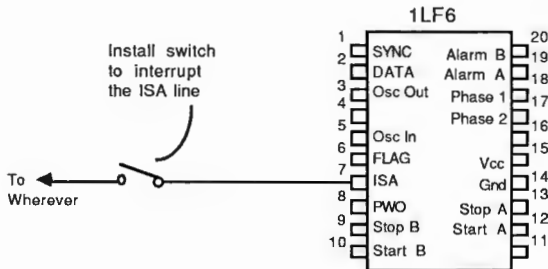 1LF6
Install switch
to interrupt
the ISA line
To
Wherever
1
2
3
4
5
6
7
8
9
10
SYNC
DATA
Osc Out
Osc In
FLAG
ISA
PWO
Stop B
Start B
Alarm B
Alarm A
Phase 1
Phase 2
Vcc
Gnd
Stop A
Start A
20
19
18
17
16
15
14
13
12
11